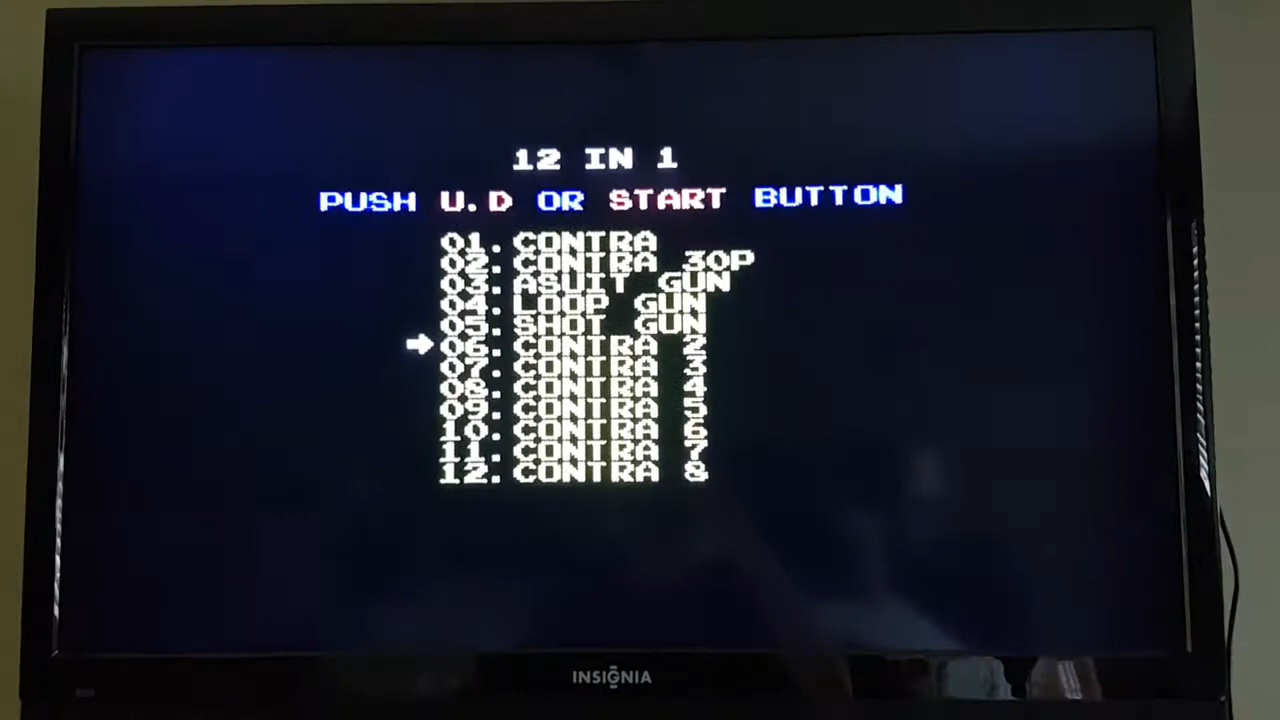 12 IN 1
PUSH U.D OR START BUTTON
01. CONTRA
02. CONTRA 30P
03. ASUIT GUN
04. LOOP GUN
05. SHOT GUN
06. CONTRA 2
07. CONTRA 3
08. CONTRA 4
09. CONTRA 5
10. CONTRA 6
11. CONTRA 7
12. CONTRA 8
INSIGNIA